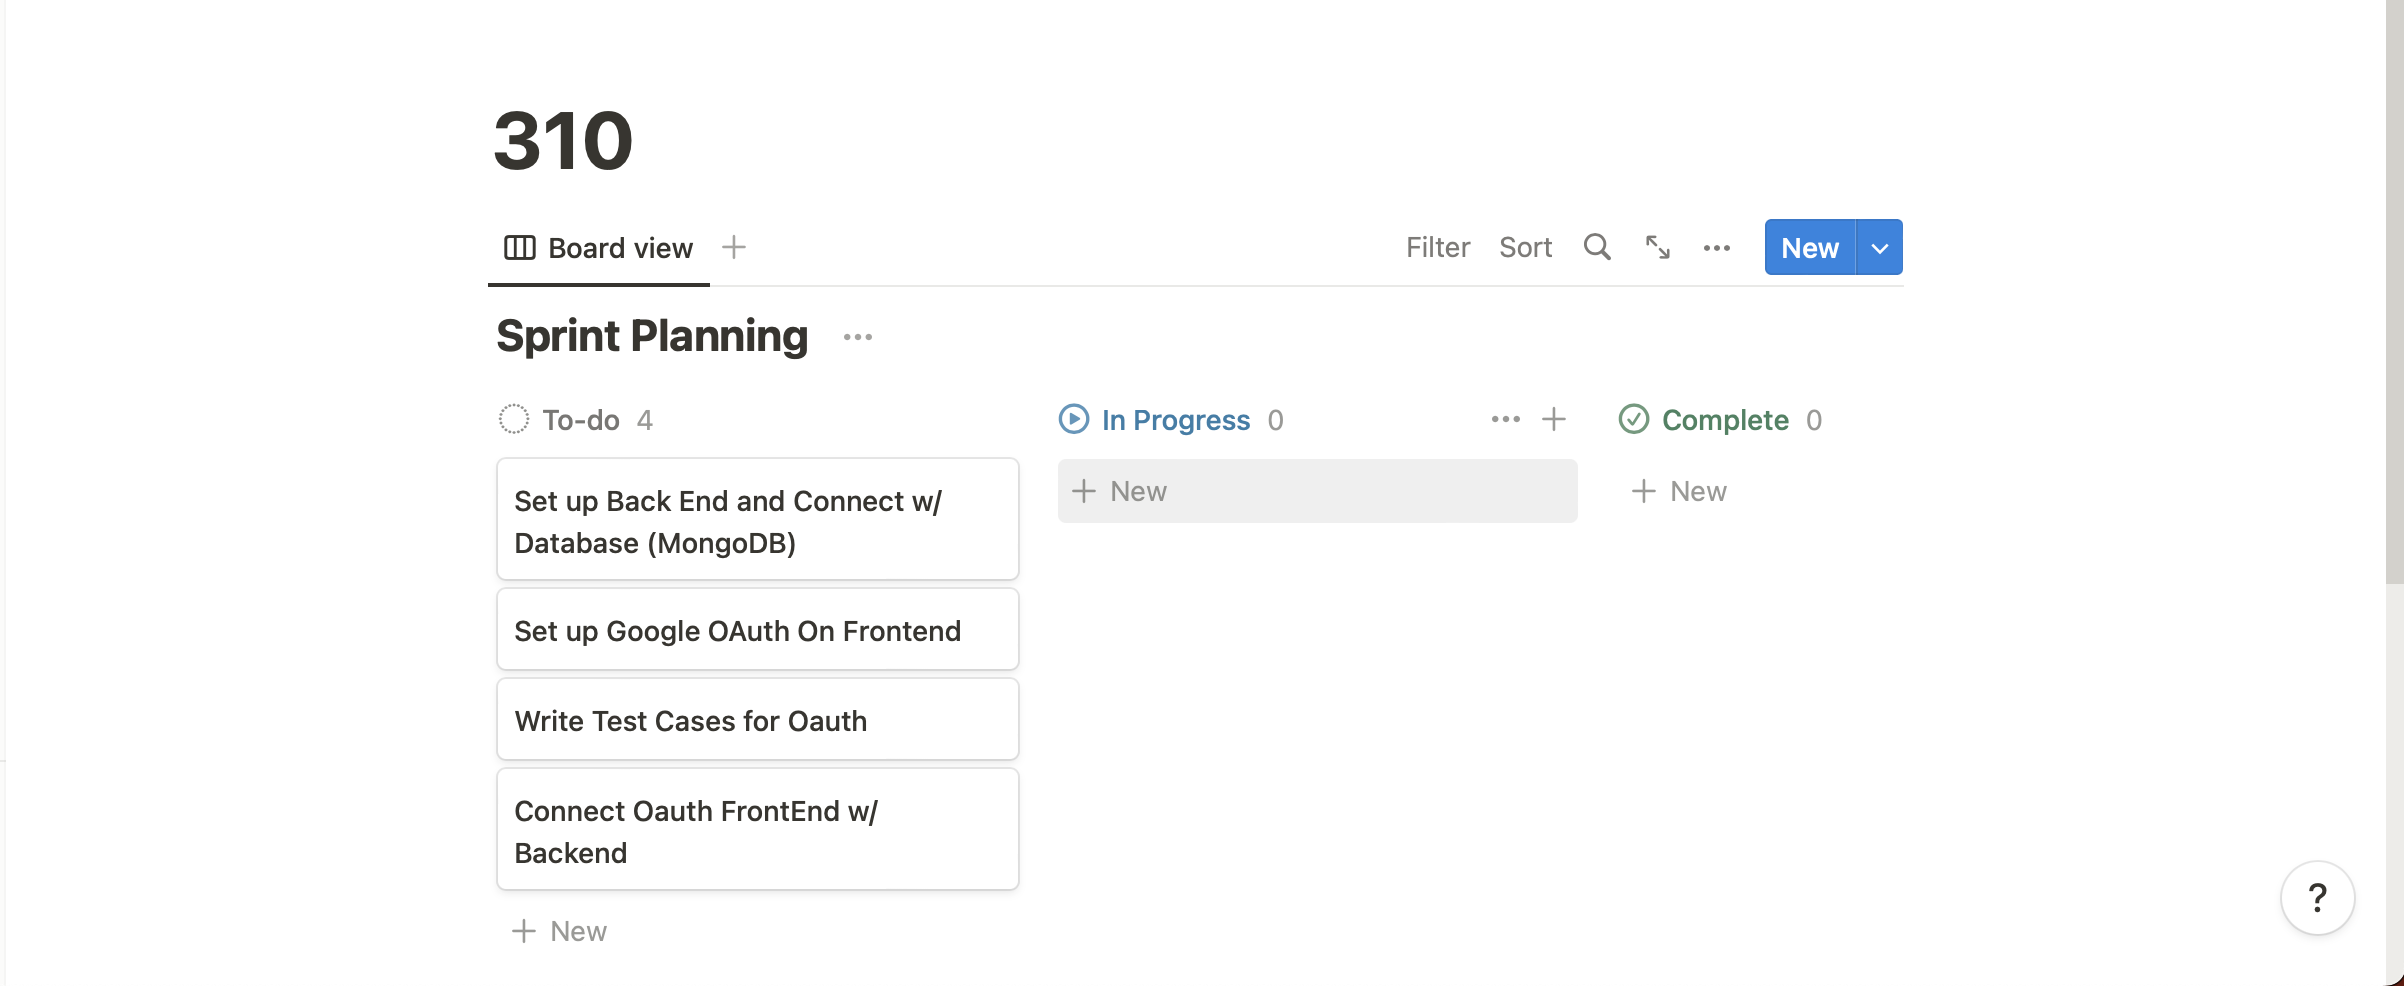 310
Board view
Filter Sort New
Sprint Planning
To-do 4
Set up Back End and Connect w/
Database (MongoDB)
Set up Google OAuth On Frontend
Write Test Cases for Oauth
Connect Oauth FrontEnd w/
Backend
+ New
In Progress 0
+ New
Complete 0
+ New
?